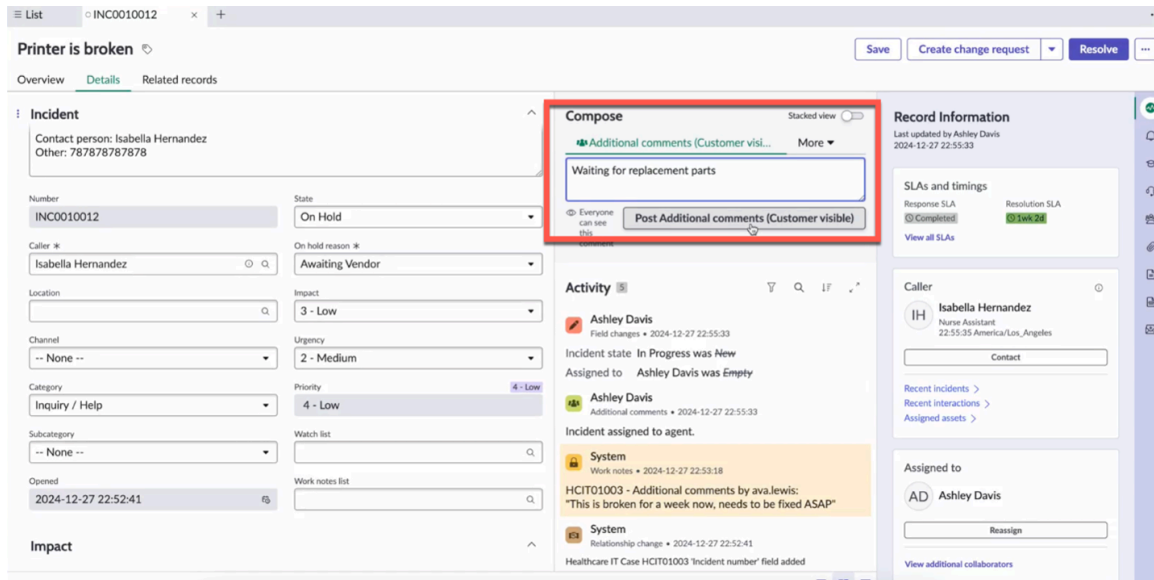 List
INC0010012
Printer is broken
Save
Create change request
Resolve
Overview
Details
Related records
Incident
Contact person: Isabella Hernandez
Other: 787878787878
Number
INC0010012
State
On Hold
Caller
Isabella Hernandez
On hold reason
Awaiting Vendor
Location
Impact
3 - Low
Channel
-- None --
Urgency
2 - Medium
Category
Inquiry / Help
Priority
4 - Low
4 - Low
Subcategory
-- None --
Watch list
Opened
2024-12-27 22:52:41
Work notes list
Impact
Compose
Stacked view
Additional comments (Customer visi...
More
Waiting for replacement parts
Everyone
can see
this
comment
Post Additional comments (Customer visible)
Activity 5
Ashley Davis
Field changes • 2024-12-27 22:55:33
Incident state In Progress was New
Assigned to Ashley Davis was Empty
Ashley Davis
Additional comments • 2024-12-27 22:55:33
Incident assigned to agent.
System
Work notes • 2024-12-27 22:53:18
HCIT01003 - Additional comments by ava.lewis:
"This is broken for a week now, needs to be fixed ASAP"
System
Relationship change • 2024-12-27 22:52:41
Healthcare IT Case HCIT01003 'Incident number' field added
Record Information
Last updated by Ashley Davis
2024-12-27 22:55:33
SLAs and timings
Response SLA
Resolution SLA
Completed
1wk 2d
View all SLAs
Caller
IH
Isabella Hernandez
Nurse Assistant
22:55:35 America/Los_Angeles
Contact
Recent incidents
Recent interactions
Assigned assets
Assigned to
AD
Ashley Davis
Reassign
View additional collaborators